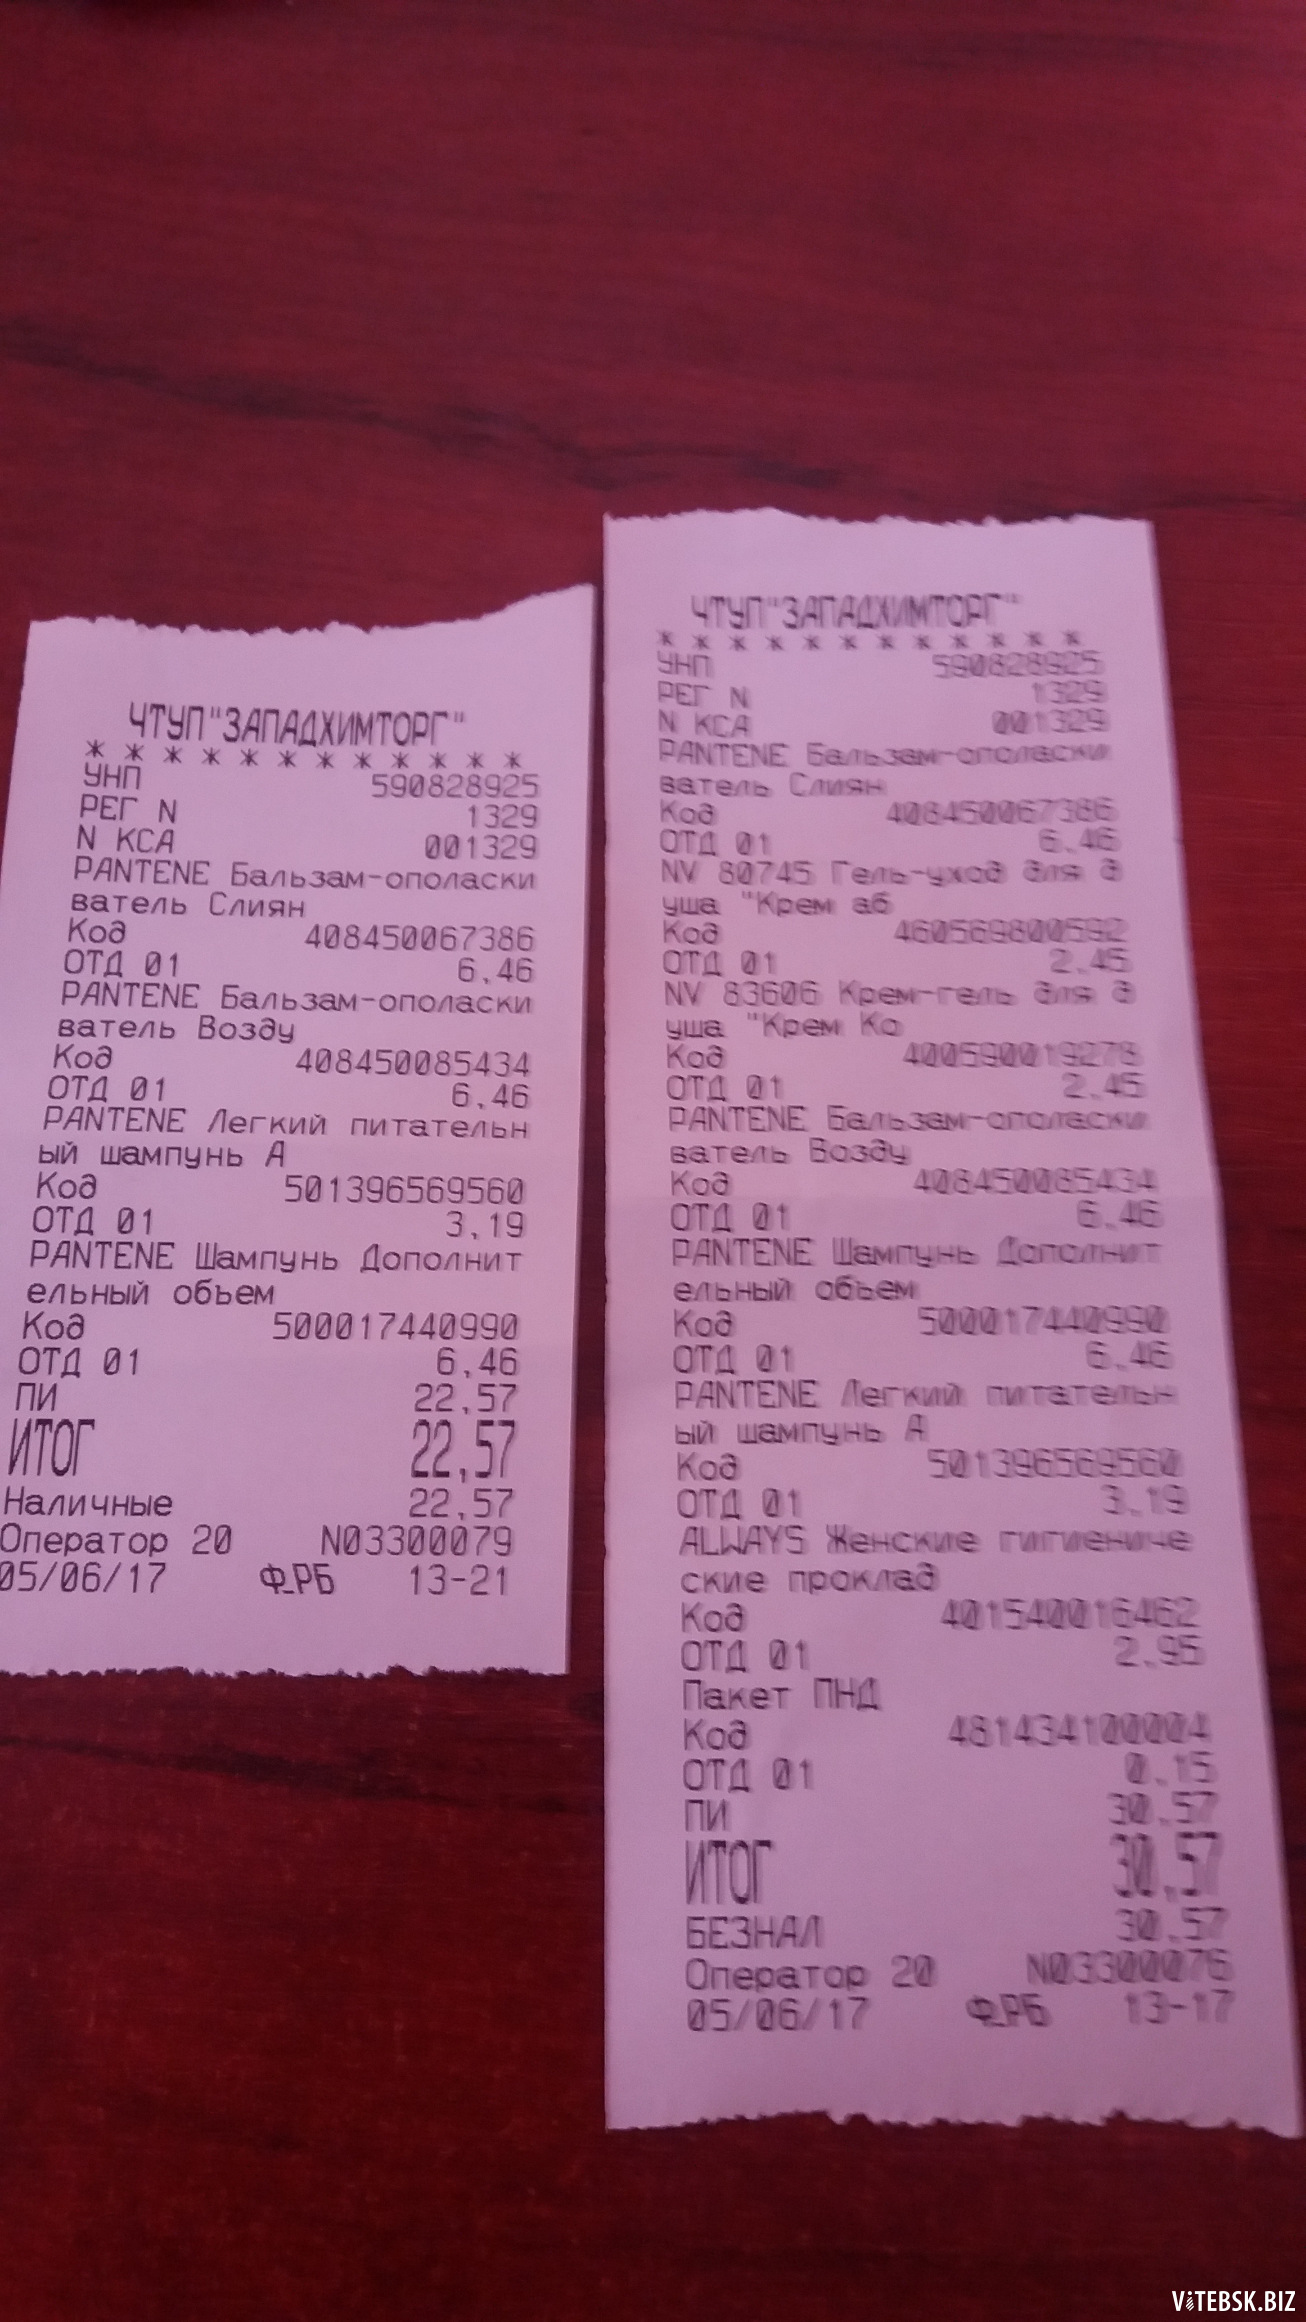 ЧТУП"ЗАПАДХИМТОРГ"
* * * * * * * * * * * *
УНП 590828925
РЕГ N 1329
N КСА 001329
PANTENE Бальзам-ополаски
ватель Слиян
Код 408450067386
ОТД 01 6,46
PANTENE Бальзам-ополаски
ватель Возду
Код 408450085434
ОТД 01 6,46
PANTENE Легкий питательн
ый шампунь А
Код 501396569560
ОТД 01 3,19
PANTENE Шампунь Дополнит
ельный объем
Код 500017440990
ОТД 01 6,46
ПИ 22,57
ИТОГ 22,57
Наличные 22,57
Оператор 20 N03300079
05/06/17 Ф_РБ 13-21
ЧТУП"ЗАПАДХИМТОРГ"
* * * * * * * * * * * *
УНП 590828925
РЕГ N 1329
N КСА 001329
PANTENE Бальзам-ополаски
ватель Слиян
Код 408450067386
ОТД 01 6,46
NV 80745 Гель-уход для д
уша "Крем аб
Код 460569800592
ОТД 01 2,45
NV 83606 Крем-гель для д
уша "Крем Ко
Код 400590019278
ОТД 01 2,45
PANTENE Бальзам-ополаски
ватель Возду
Код 408450085434
ОТД 01 6,46
PANTENE Шампунь Дополнит
ельный объем
Код 500017440990
ОТД 01 6,46
PANTENE Легкий питательн
ый шампунь А
Код 501396569560
ОТД 01 3,19
ALWAYS Женские гигиениче
ские проклад
Код 401540016462
ОТД 01 2,95
Пакет ПНД
Код 481434100004
ОТД 01 0,15
ПИ 30,57
ИТОГ 30,57
БЕЗНАЛ 30,57
Оператор 20 N03300076
05/06/17 Ф_РБ 13-17
ViTEBSK.BIZ